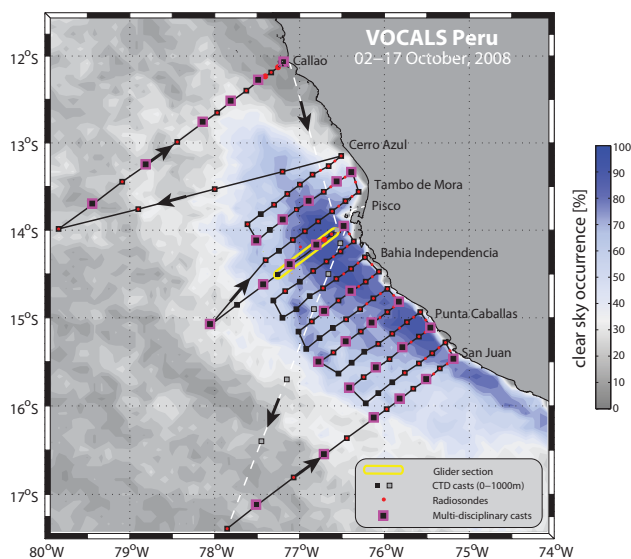 VOCALS Peru
02–17 October, 2008
12°S
13°S
14°S
15°S
16°S
17°S
Callao
Cerro Azul
Tambo de Mora
Pisco
Bahia Independencia
Punta Caballas
San Juan
Glider section
CTD casts (0–1000m)
Radiosondes
Multi-disciplinary casts
80°W
79°W
78°W
77°W
76°W
75°W
74°W
100
90
80
70
60
50
40
30
20
10
0
clear sky occurrence [%]